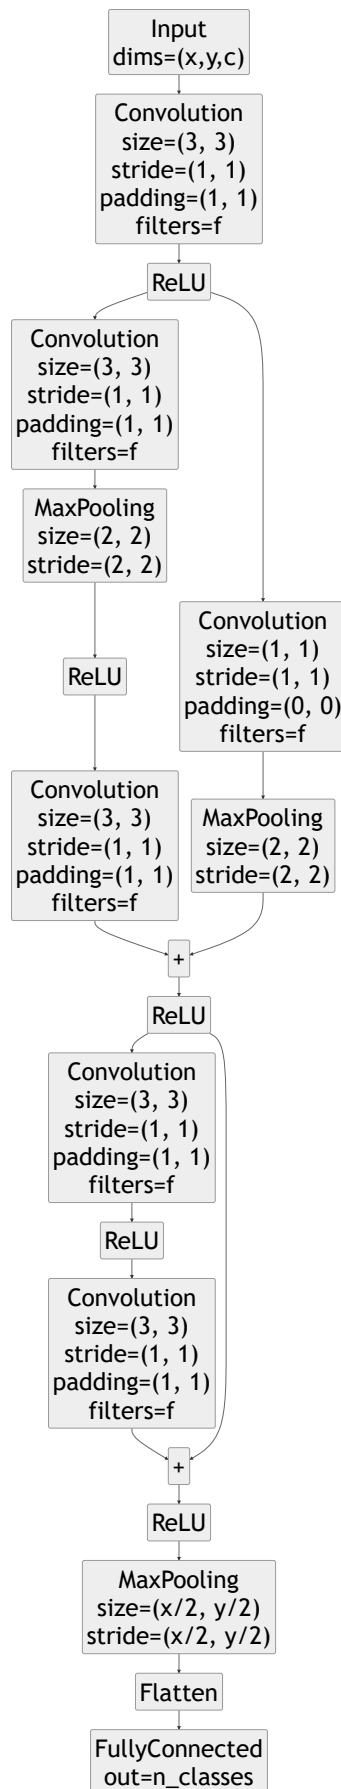 Input
dims=(x,y,c)
Convolution
size=(3, 3)
stride=(1, 1)
padding=(1, 1)
filters=f
ReLU
Convolution
size=(3, 3)
stride=(1, 1)
padding=(1, 1)
filters=f
MaxPooling
size=(2, 2)
stride=(2, 2)
ReLU
Convolution
size=(3, 3)
stride=(1, 1)
padding=(1, 1)
filters=f
Convolution
size=(1, 1)
stride=(1, 1)
padding=(0, 0)
filters=f
MaxPooling
size=(2, 2)
stride=(2, 2)
+
ReLU
Convolution
size=(3, 3)
stride=(1, 1)
padding=(1, 1)
filters=f
ReLU
Convolution
size=(3, 3)
stride=(1, 1)
padding=(1, 1)
filters=f
+
ReLU
MaxPooling
size=(x/2, y/2)
stride=(x/2, y/2)
Flatten
FullyConnected
out=n_classes